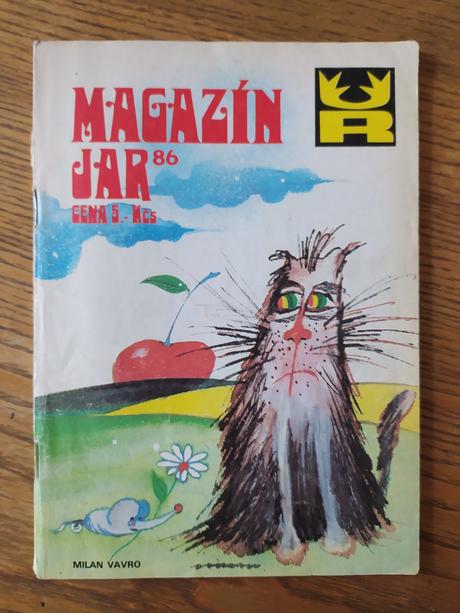 MAGAZÍN
JAR 86
CENA 5,- Kčs
R
MILAN VAVRO